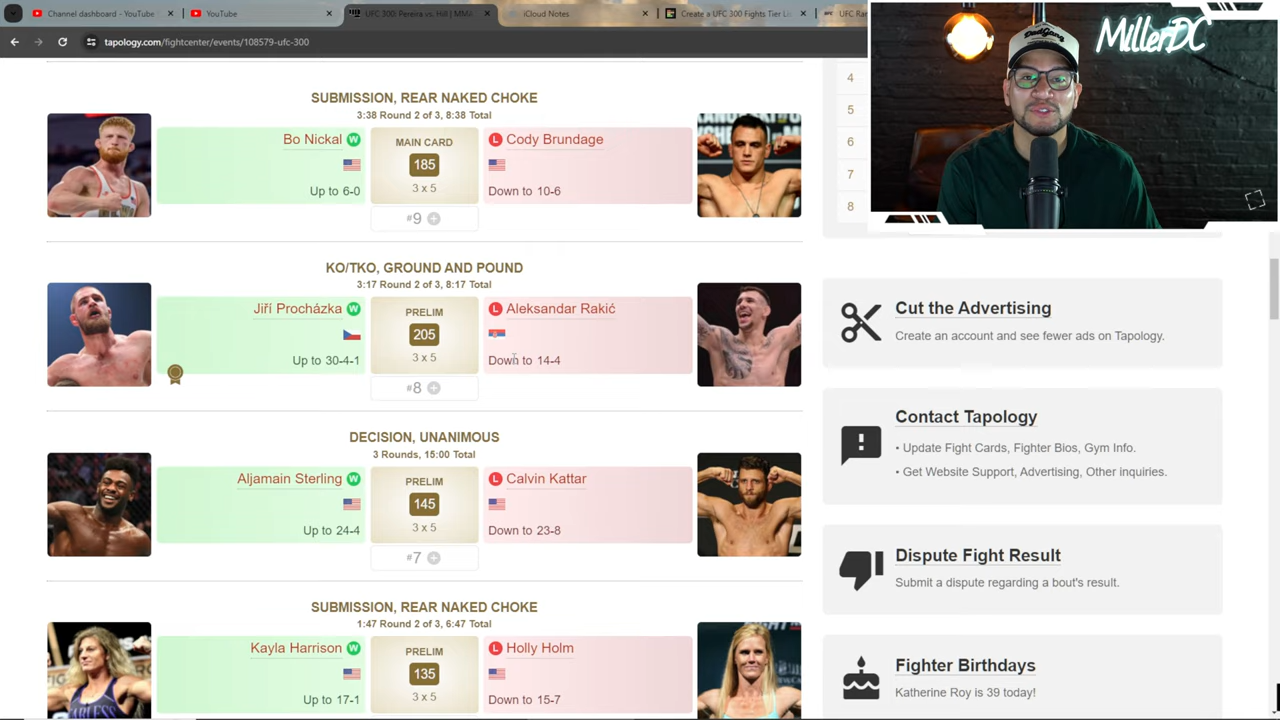 Channel dashboard - YouTube
YouTube
UFC 300: Pereira vs. Hill | MMA
iCloud Notes
Create a UFC 300 Fights Tier Li
UFC Ran
tapology.com/fightcenter/events/108579-ufc-300
MillerDC
DadGang
SUBMISSION, REAR NAKED CHOKE
3:38 Round 2 of 3, 8:38 Total
Bo Nickal W
MAIN CARD
L Cody Brundage
185
Up to 6-0
3 x 5
Down to 10-6
#9
KO/TKO, GROUND AND POUND
3:17 Round 2 of 3, 8:17 Total
Jiří Procházka W
PRELIM
L Aleksandar Rakić
205
Up to 30-4-1
3 x 5
Down to 14-4
#8
DECISION, UNANIMOUS
3 Rounds, 15:00 Total
Aljamain Sterling W
PRELIM
L Calvin Kattar
145
Up to 24-4
3 x 5
Down to 23-8
#7
SUBMISSION, REAR NAKED CHOKE
1:47 Round 2 of 3, 6:47 Total
Kayla Harrison W
PRELIM
L Holly Holm
135
Up to 17-1
3 x 5
Down to 15-7
4
5
6
7
8
Cut the Advertising
Create an account and see fewer ads on Tapology.
Contact Tapology
• Update Fight Cards, Fighter Bios, Gym Info.
• Get Website Support, Advertising, Other inquiries.
Dispute Fight Result
Submit a dispute regarding a bout's result.
Fighter Birthdays
Katherine Roy is 39 today!